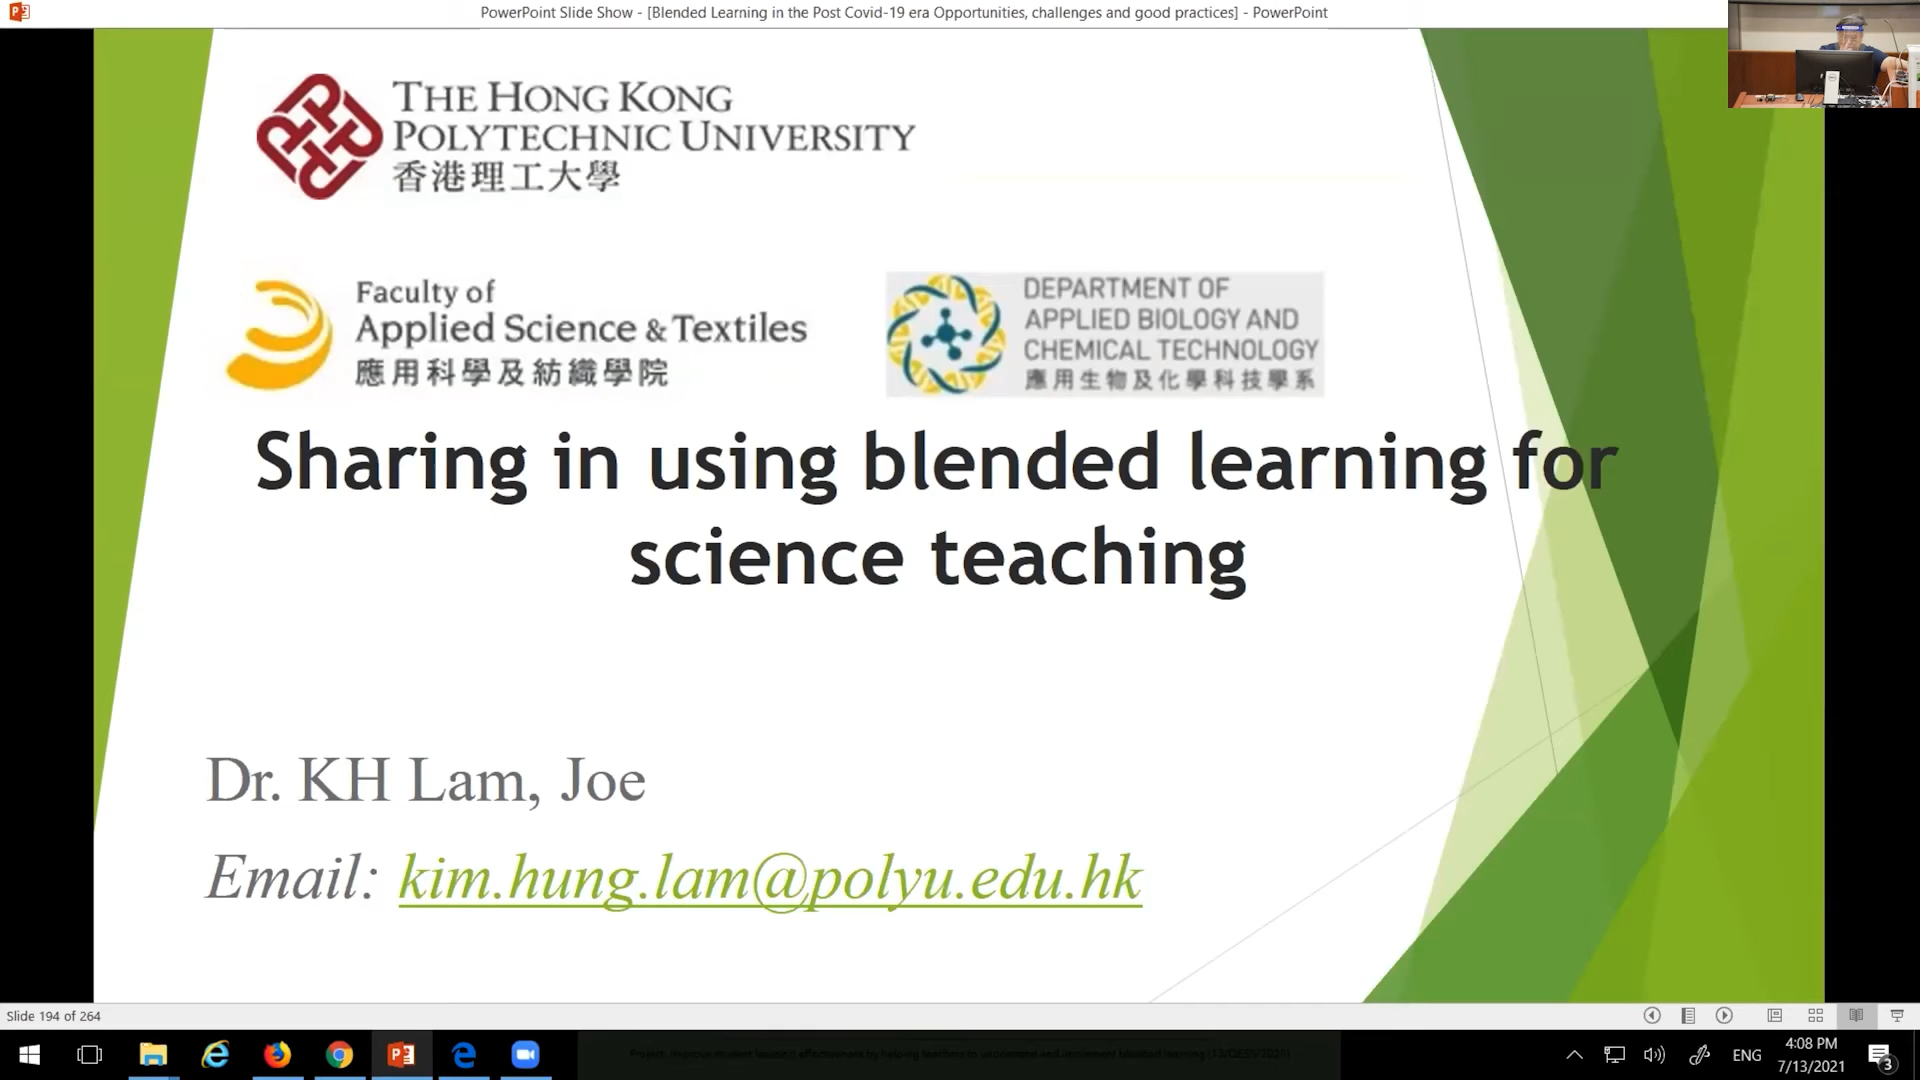 PowerPoint Slide Show - [Blended Learning in the Post Covid-19 era Opportunities, challenges and good practices] - PowerPoint
THE HONG KONG
POLYTECHNIC UNIVERSITY
香港理工大學
Faculty of
Applied Science & Textiles
應用科學及紡織學院
DEPARTMENT OF
APPLIED BIOLOGY AND
CHEMICAL TECHNOLOGY
應用生物及化學科技學系
Sharing in using blended learning for
science teaching
Dr. KH Lam, Joe
Email: kim.hung.lam@polyu.edu.hk
Slide 194 of 264
ENG
4:08 PM
7/13/2021
3